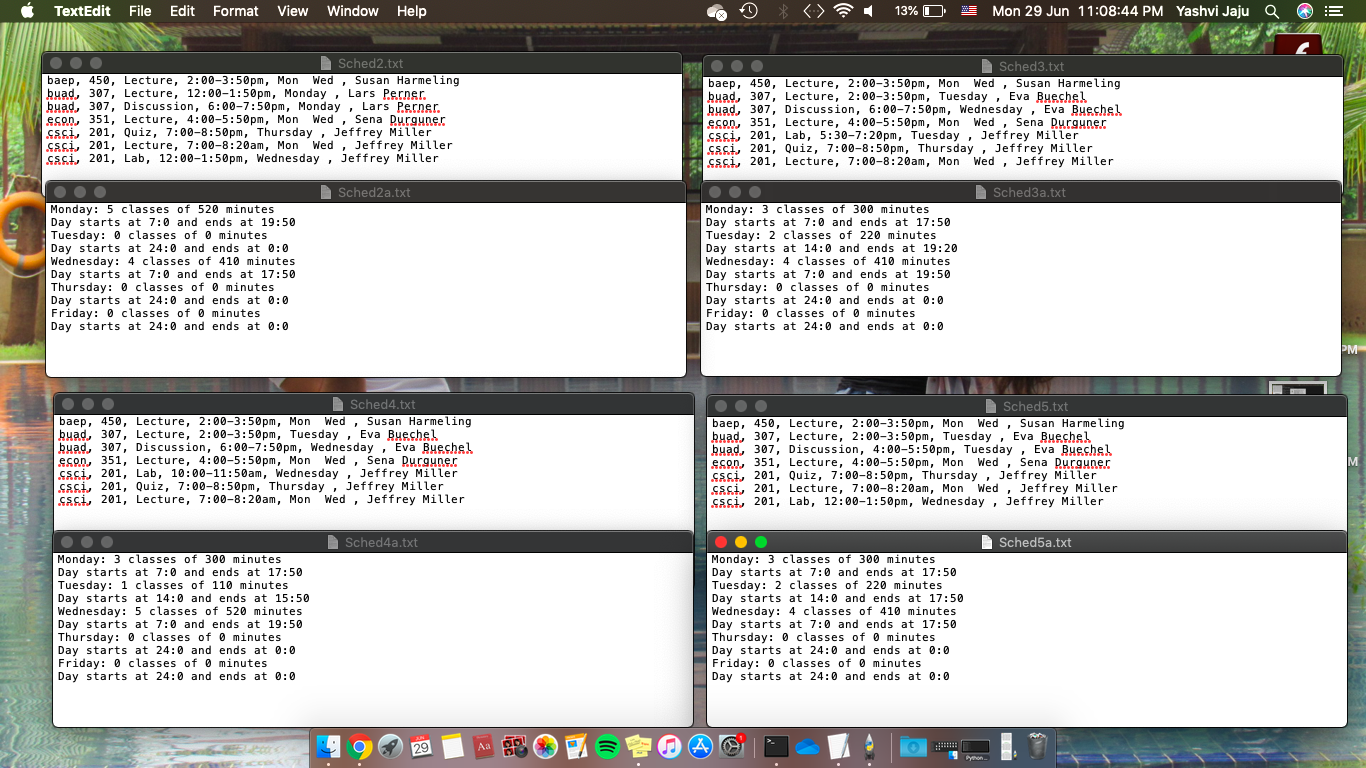 TextEdit File Edit Format View Window Help 13% Mon 29 Jun 11:08:44 PM Yashvi Jaju
Sched2.txt
baep, 450, Lecture, 2:00-3:50pm, Mon  Wed , Susan Harmeling
buad, 307, Lecture, 12:00-1:50pm, Monday , Lars Perner
buad, 307, Discussion, 6:00-7:50pm, Monday , Lars Perner
econ, 351, Lecture, 4:00-5:50pm, Mon  Wed , Sena Durguner
csci, 201, Quiz, 7:00-8:50pm, Thursday , Jeffrey Miller
csci, 201, Lecture, 7:00-8:20am, Mon  Wed , Jeffrey Miller
csci, 201, Lab, 12:00-1:50pm, Wednesday , Jeffrey Miller
Sched2a.txt
Monday: 5 classes of 520 minutes
Day starts at 7:0 and ends at 19:50
Tuesday: 0 classes of 0 minutes
Day starts at 24:0 and ends at 0:0
Wednesday: 4 classes of 410 minutes
Day starts at 7:0 and ends at 17:50
Thursday: 0 classes of 0 minutes
Day starts at 24:0 and ends at 0:0
Friday: 0 classes of 0 minutes
Day starts at 24:0 and ends at 0:0
Sched3.txt
baep, 450, Lecture, 2:00-3:50pm, Mon  Wed , Susan Harmeling
buad, 307, Lecture, 2:00-3:50pm, Tuesday , Eva Buechel
buad, 307, Discussion, 6:00-7:50pm, Wednesday , Eva Buechel
econ, 351, Lecture, 4:00-5:50pm, Mon  Wed , Sena Durguner
csci, 201, Lab, 5:30-7:20pm, Tuesday , Jeffrey Miller
csci, 201, Quiz, 7:00-8:50pm, Thursday , Jeffrey Miller
csci, 201, Lecture, 7:00-8:20am, Mon  Wed , Jeffrey Miller
Sched3a.txt
Monday: 3 classes of 300 minutes
Day starts at 7:0 and ends at 17:50
Tuesday: 2 classes of 220 minutes
Day starts at 14:0 and ends at 19:20
Wednesday: 4 classes of 410 minutes
Day starts at 7:0 and ends at 19:50
Thursday: 0 classes of 0 minutes
Day starts at 24:0 and ends at 0:0
Friday: 0 classes of 0 minutes
Day starts at 24:0 and ends at 0:0
PM
Sched4.txt
baep, 450, Lecture, 2:00-3:50pm, Mon  Wed , Susan Harmeling
buad, 307, Lecture, 2:00-3:50pm, Tuesday , Eva Buechel
buad, 307, Discussion, 6:00-7:50pm, Wednesday , Eva Buechel
econ, 351, Lecture, 4:00-5:50pm, Mon  Wed , Sena Durguner
csci, 201, Lab, 10:00-11:50am, Wednesday , Jeffrey Miller
csci, 201, Quiz, 7:00-8:50pm, Thursday , Jeffrey Miller
csci, 201, Lecture, 7:00-8:20am, Mon  Wed , Jeffrey Miller
Sched4a.txt
Monday: 3 classes of 300 minutes
Day starts at 7:0 and ends at 17:50
Tuesday: 1 classes of 110 minutes
Day starts at 14:0 and ends at 15:50
Wednesday: 5 classes of 520 minutes
Day starts at 7:0 and ends at 19:50
Thursday: 0 classes of 0 minutes
Day starts at 24:0 and ends at 0:0
Friday: 0 classes of 0 minutes
Day starts at 24:0 and ends at 0:0
Sched5.txt
baep, 450, Lecture, 2:00-3:50pm, Mon  Wed , Susan Harmeling
buad, 307, Lecture, 2:00-3:50pm, Tuesday , Eva Buechel
buad, 307, Discussion, 4:00-5:50pm, Tuesday , Eva Buechel
econ, 351, Lecture, 4:00-5:50pm, Mon  Wed , Sena Durguner
csci, 201, Quiz, 7:00-8:50pm, Thursday , Jeffrey Miller
csci, 201, Lecture, 7:00-8:20am, Mon  Wed , Jeffrey Miller
csci, 201, Lab, 12:00-1:50pm, Wednesday , Jeffrey Miller
Sched5a.txt
Monday: 3 classes of 300 minutes
Day starts at 7:0 and ends at 17:50
Tuesday: 2 classes of 220 minutes
Day starts at 14:0 and ends at 17:50
Wednesday: 4 classes of 410 minutes
Day starts at 7:0 and ends at 17:50
Thursday: 0 classes of 0 minutes
Day starts at 24:0 and ends at 0:0
Friday: 0 classes of 0 minutes
Day starts at 24:0 and ends at 0:0
JUN
29
Aa
1
Python